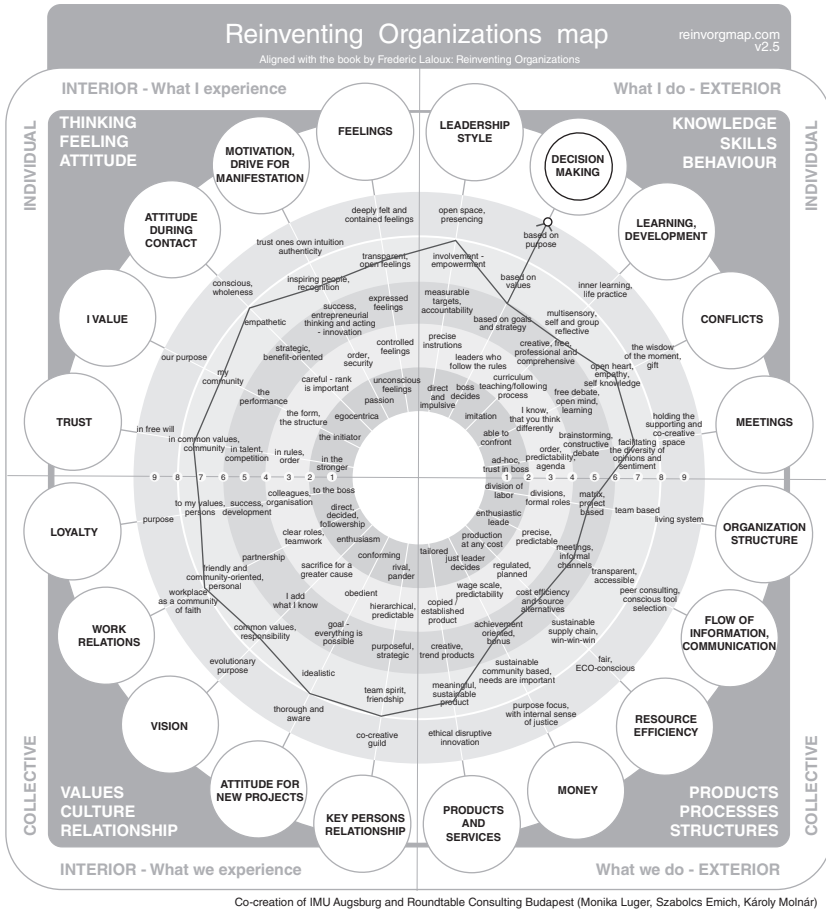 Reinventing Organizations map
Aligned with the book by Frederic Laloux: Reinventing Organizations
reinvorgmap.com
v2.5
INTERIOR - What I experience
What I do - EXTERIOR
INDIVIDUAL
INDIVIDUAL
THINKING
FEELING
ATTITUDE
KNOWLEDGE
SKILLS
BEHAVIOUR
FEELINGS
deeply felt and
contained feelings
transparent,
open feelings
expressed
feelings
controlled
feelings
unconscious
feelings
LEADERSHIP
STYLE
open space,
presencing
involvement -
empowerment
measurable
targets,
accountability
precise
instrutions
direct
and
impulsive
DECISION
MAKING
based on
purpose
based on
values
based on goals
and strategy
leaders who
follow the rules
boss
decides
LEARNING,
DEVELOPMENT
inner learning,
life practice
multisensory,
self and group
reflective
creative, free,
professional and
comprehensive
curriculum
teaching/following
process
imitation
CONFLICTS
the wisdom
of the moment,
gift
open heart,
empathy,
self knowledge
free debate,
open mind,
learning
I know,
that you think
differently
able to
confront
MEETINGS
holding the
supporting and
co-creative
space
facitating
the diversity of
opinions and
sentiment
brainstorming,
constructive
debate
order,
predictability,
agenda
ad-hoc,
trust in boss
MOTIVATION,
DRIVE FOR
MANIFESTATION
trust ones own intuition
authenticity
inspiring people,
recognition
success,
entrepreneurial
thinking and acting
- innovation
order,
security
passion
ATTITUDE
DURING
CONTACT
conscious,
wholeness
empathetic
strategic,
benefit-oriented
careful - rank
is important
egocentrica
I VALUE
our purpose
my
community
the
performance
the form,
the structure
the initiator
TRUST
in free will
in common values,
community
in talent,
competition
in rules,
order
in the
stronger
9 8 7 6 5 4 3 2 1
1 2 3 4 5 6 7 8 9
LOYALTY
purpose
to my values,
persons
success,
development
colleagues,
organisation
to the boss
WORK
RELATIONS
workplace
as a community
of faith
friendly and
community-oriented,
personal
partnership
clear roles,
teamwork
direct,
decided,
followership
VISION
evolutionary
purpose
common values,
responsibility
I add
what I know
sacrifice for a
greater cause
enthusiasm
ATTITUDE FOR
NEW PROJECTS
thorough and
aware
idealistic
goal -
everything is
possible
obedient
conforming
KEY PERSONS
RELATIONSHIP
co-creative
guild
team spirit,
friendship
purposeful,
strategic
hierarchical,
predictable
rival,
pander
PRODUCTS
AND
SERVICES
ethical disruptive
innovation
meaningful,
sustainable
product
creative,
trend products
copied /
established
product
tailored
MONEY
purpose focus,
with internal sense
of justice
sustainable
community based,
needs are important
achievement
oriented,
bonus
wage scale,
predictability
just leader
decides
RESOURCE
EFFICIENCY
fair,
ECO-conscious
sustainable
supply chain,
win-win-win
cost efficiency
and source
alternatives
regulated,
planned
production
at any cost
FLOW OF
INFORMATION,
COMMUNICATION
peer consulting,
conscious tool
selection
transparent,
accessible
meetings,
informal
channels
precise,
predictable
enthusiastic
leade
ORGANIZATION
STRUCTURE
living system
team based
matrix,
project
based
divisions,
formal roles
division of
labor
VALUES
CULTURE
RELATIONSHIP
PRODUCTS
PROCESSES
STRUCTURES
COLLECTIVE
COLLECTIVE
INTERIOR - What we experience
What we do - EXTERIOR
Co-creation of IMU Augsburg and Roundtable Consulting Budapest (Monika Luger, Szabolcs Emich, Károly Molnár)